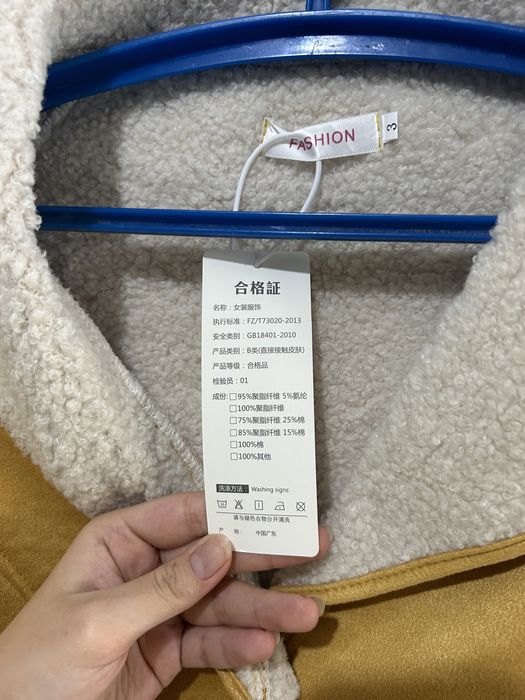 FASHION
3
合格証
名称：女装服饰
执行标准：FZ/T73020-2013
安全类别：GB18401-2010
产品类别：B类(直接接触皮肤)
产品等级：合格品
检验员：01
成份：□95%聚脂纤维 5%氨纶
□100%聚脂纤维
□75%聚脂纤维 25%棉
□85%聚脂纤维 15%棉
□100%棉
□100%其他
洗涤方法： Washing signs:
请与褪色衣物分开清洗
产 地： 中国广东